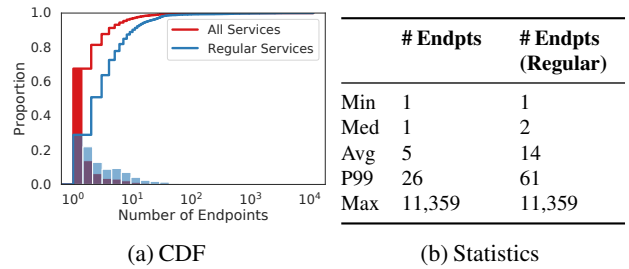 1.0
0.8
0.6
0.4
0.2
0.0
Proportion
All Services
Regular Services
10^0 10^1 10^2 10^3 10^4
Number of Endpoints
(a) CDF
# Endpts # Endpts
(Regular)
Min 1 1
Med 1 2
Avg 5 14
P99 26 61
Max 11,359 11,359
(b) Statistics